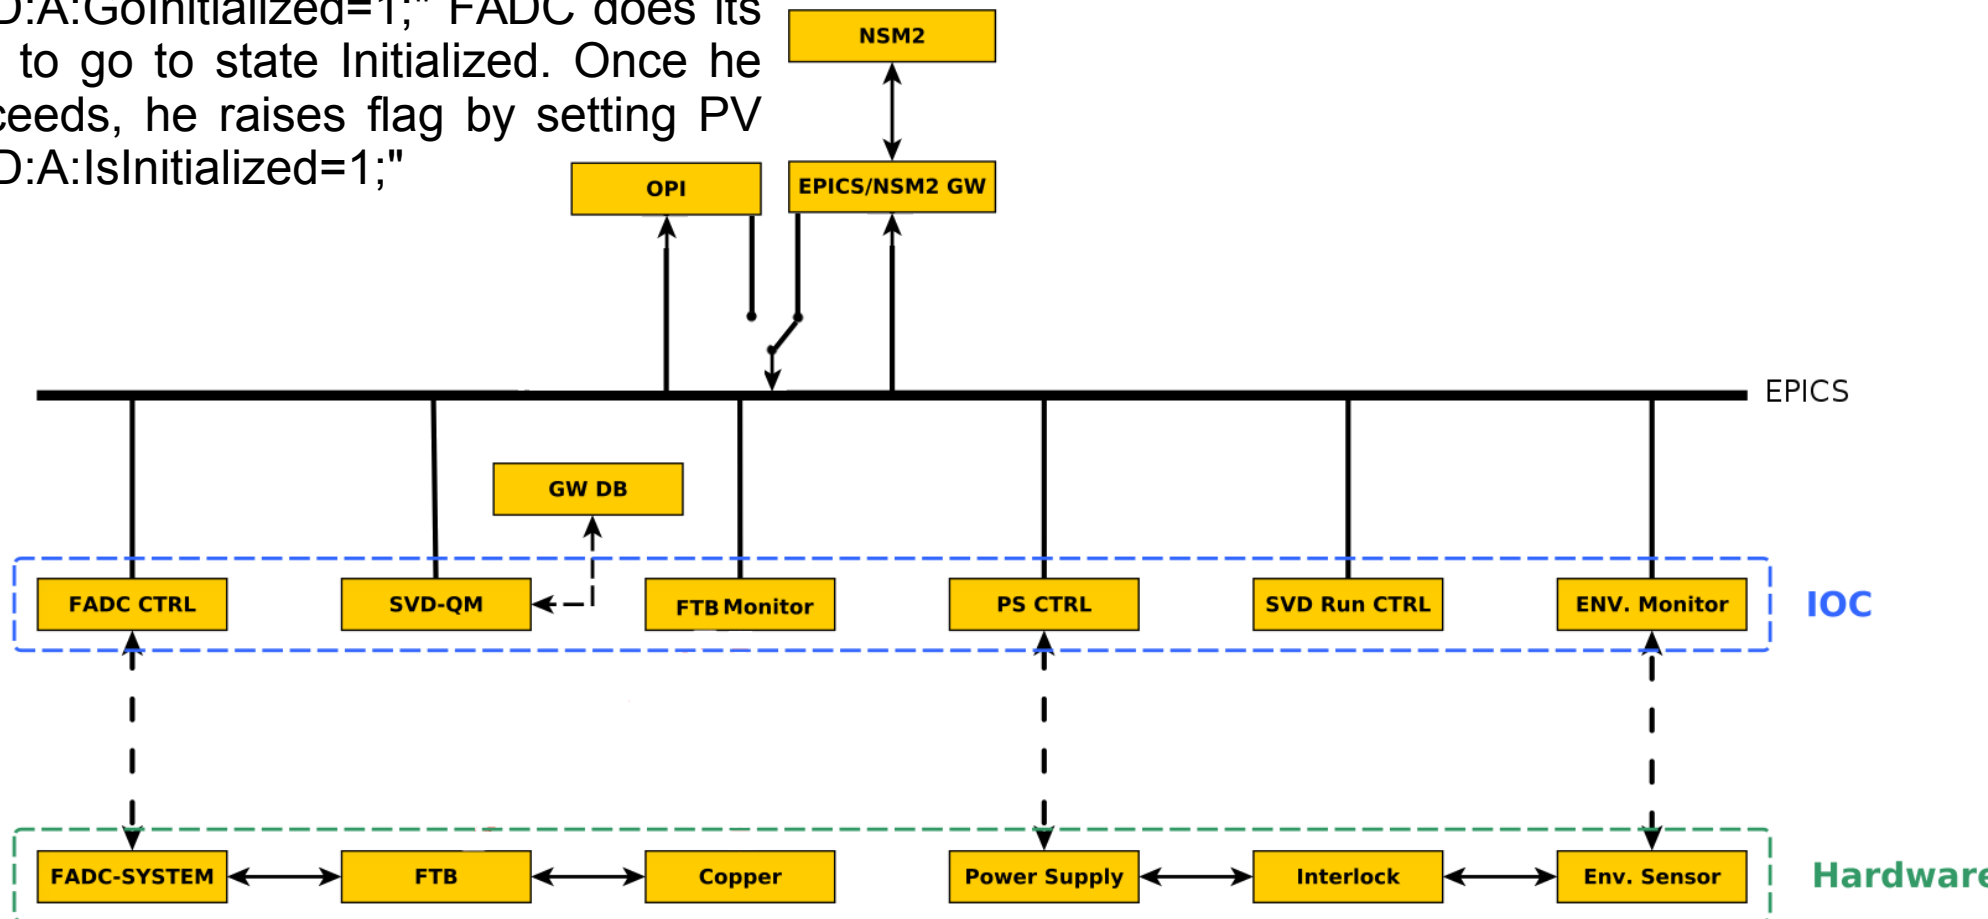 D:A:GoInitialized=1;" FADC does its
to go to state Initialized. Once he
ceeds, he raises flag by setting PV
D:A:IsInitialized=1;"
NSM2
OPI
EPICS/NSM2 GW
EPICS
GW DB
FADC CTRL
SVD-QM
FTB Monitor
PS CTRL
SVD Run CTRL
ENV. Monitor
IOC
FADC-SYSTEM
FTB
Copper
Power Supply
Interlock
Env. Sensor
Hardware